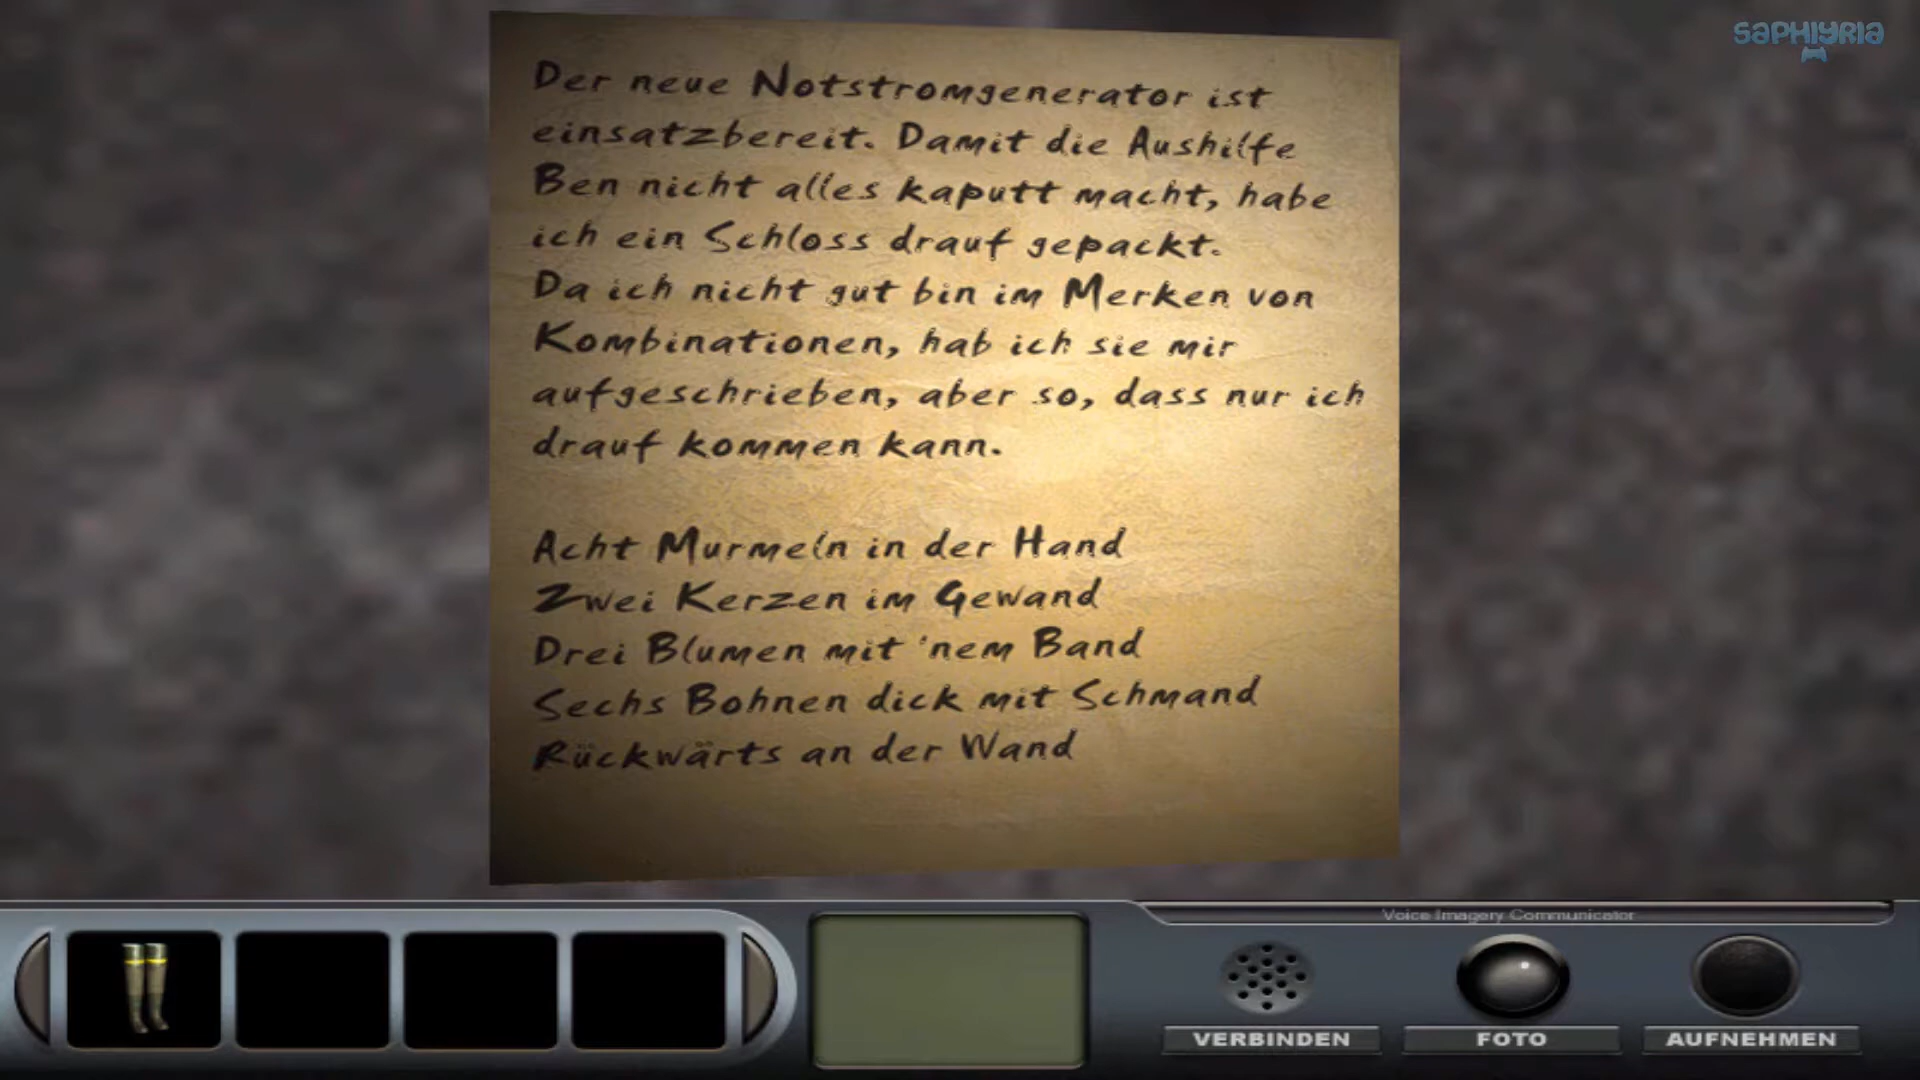 SAPHIYRIA
Der neue Notstromgenerator ist
einsatzbereit. Damit die Aushilfe
Ben nicht alles kaputt macht, habe
ich ein Schloss drauf gepackt.
Da ich nicht gut bin im Merken von
Kombinationen, hab ich sie mir
aufgeschrieben, aber so, dass nur ich
drauf kommen kann.
Acht Murmeln in der Hand
Zwei Kerzen im Gewand
Drei Blumen mit 'nem Band
Sechs Bohnen dick mit Schmand
Rückwärts an der Wand
Voice Imagery Communicator
VERBINDEN
FOTO
AUFNEHMEN